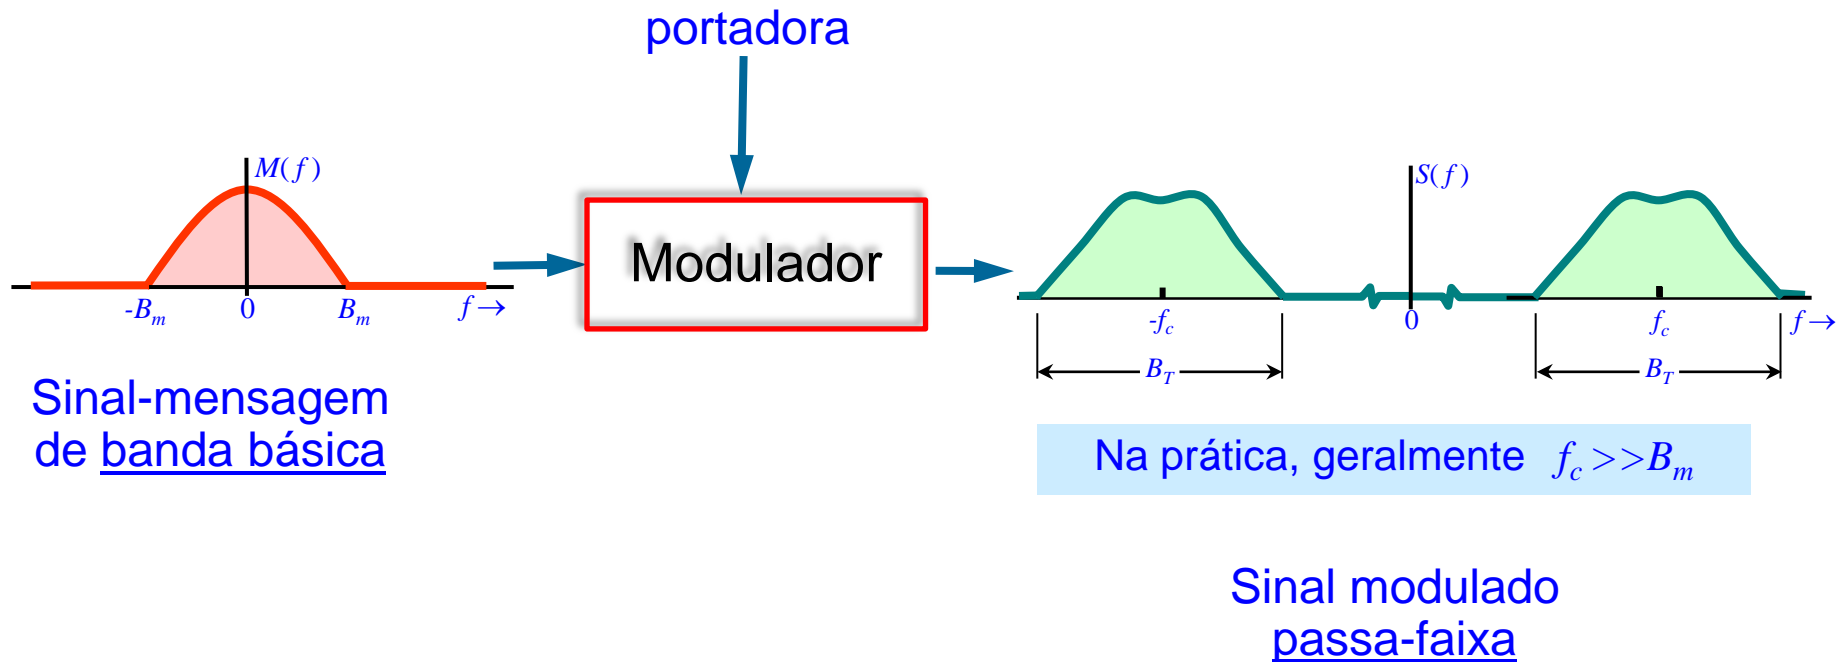 portadora
M(f)
-Bm 0 Bm f→
Sinal-mensagem
de banda básica
Modulador
S(f)
-fc 0 fc f→
BT BT
Na prática, geralmente fc >>Bm
Sinal modulado
passa-faixa